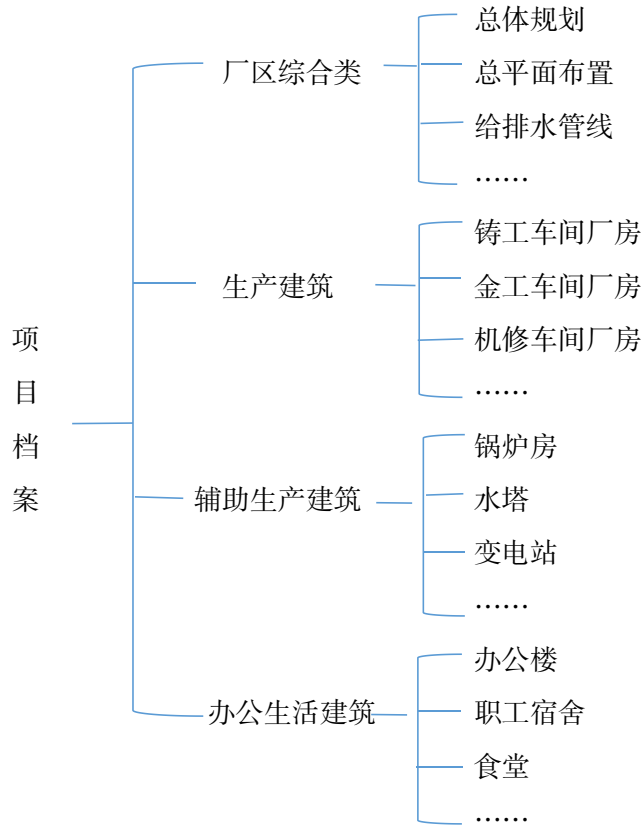 项目档案
厂区综合类
总体规划
总平面布置
给排水管线
……
生产建筑
铸工车间厂房
金工车间厂房
机修车间厂房
……
辅助生产建筑
锅炉房
水塔
变电站
……
办公生活建筑
办公楼
职工宿舍
食堂
……